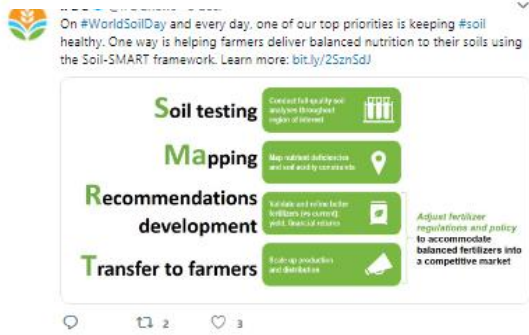 On #WorldSoilDay and every day, one of our top priorities is keeping #soil
healthy. One way is helping farmers deliver balanced nutrition to their soils using
the Soil-SMART framework. Learn more: bit.ly/2SznSdJ
Soil testing
Conduct full-quality soil
analyses throughout
region of interest
Mapping
Map nutrient deficiencies
and soil acidity constraints
Recommendations
development
Validate and refine better
fertilizers (vs current);
yield, financial returns
Adjust fertilizer
regulations and policy
to accommodate
balanced fertilizers into
a competitive market
Transfer to farmers
Scale up production
and distribution
2
3